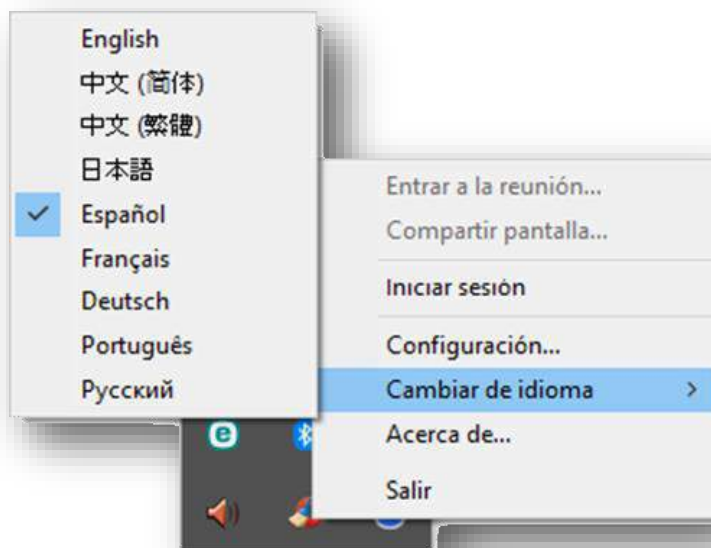 English
中文 (简体)
中文 (繁體)
日本語
Español
Français
Deutsch
Português
Русский
Entrar a la reunión...
Compartir pantalla...
Iniciar sesión
Configuración...
Cambiar de idioma
Acerca de...
Salir